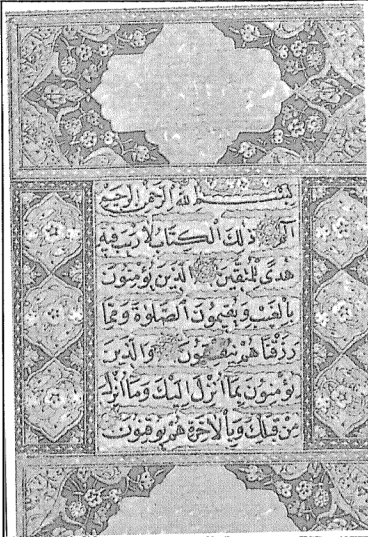 بسم الله الرحمن الرحيم
الم ذلك الكتاب لا ريب فيه
هدى للمتقين الذين يؤمنون
بالغيب ويقيمون الصلوة ومما
رزقناهم ينفقون والذين
يؤمنون بما انزل اليك وما انزل
من قبلك وبالاخرة هم يوقنون